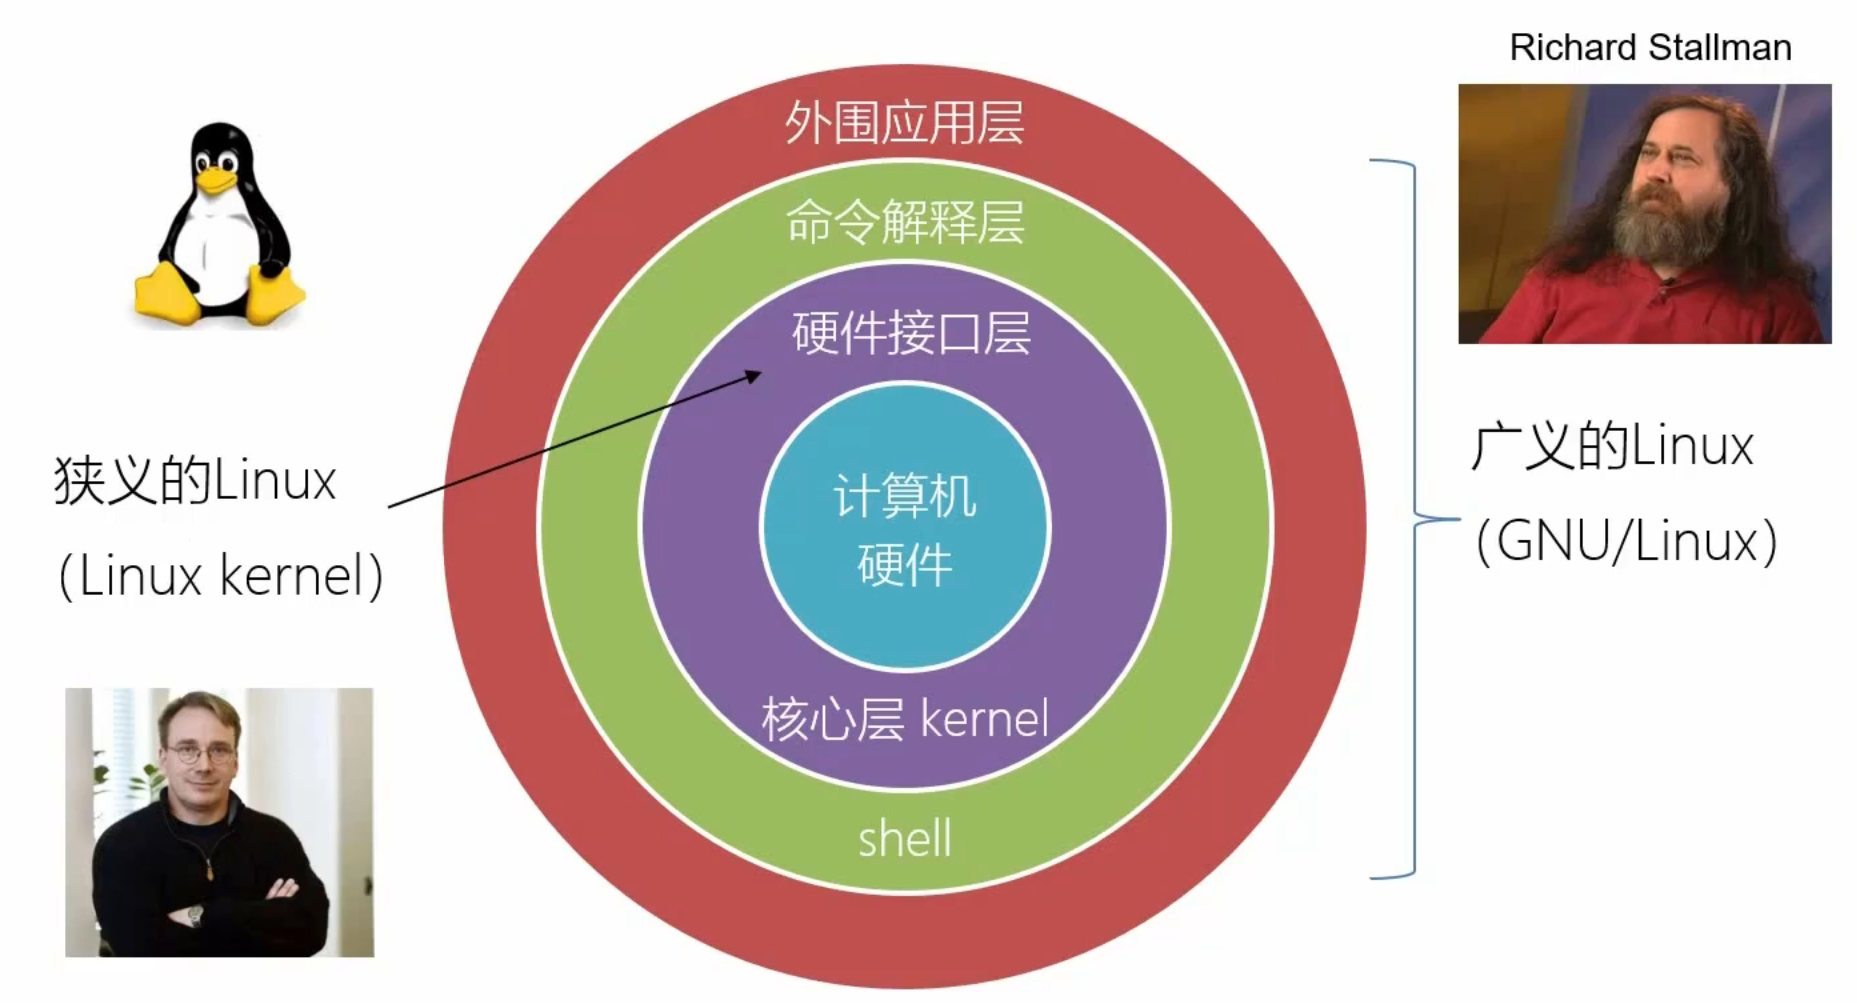 Richard Stallman
外围应用层
命令解释层
硬件接口层
计算机
硬件
核心层 kernel
shell
狭义的Linux
(Linux kernel)
广义的Linux
(GNU/Linux)